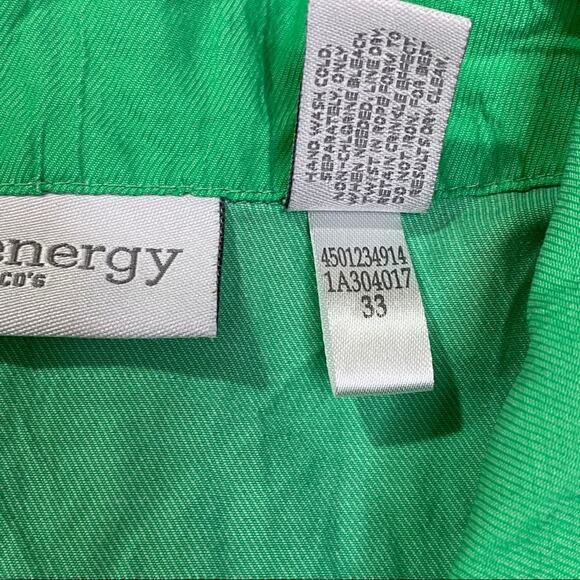 HAND WASH COLD,
SEPARATELY, ONLY
NON-CHLORINE BLEACH
WHEN NEEDED, LINE DRY,
TWIST IN ROPE FORM TO
RETAIN CRINKLE EFFECT.
DO NOT IRON, FOR BEST
RESULTS DRY CLEAN.
energy
CO'S
4501234914
1A304017
33